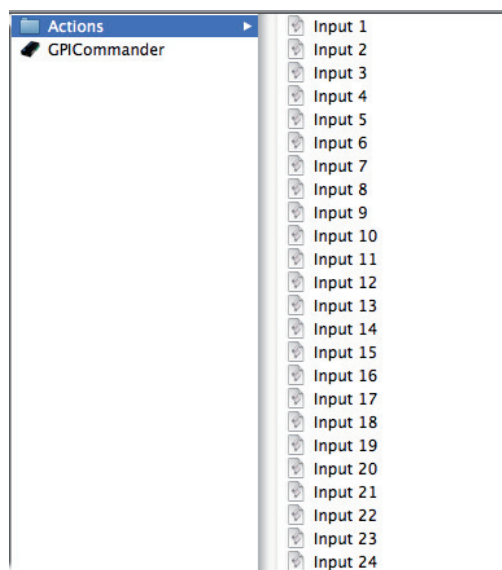 Actions
GPICommander
Input 1
Input 2
Input 3
Input 4
Input 5
Input 6
Input 7
Input 8
Input 9
Input 10
Input 11
Input 12
Input 13
Input 14
Input 15
Input 16
Input 17
Input 18
Input 19
Input 20
Input 21
Input 22
Input 23
Input 24